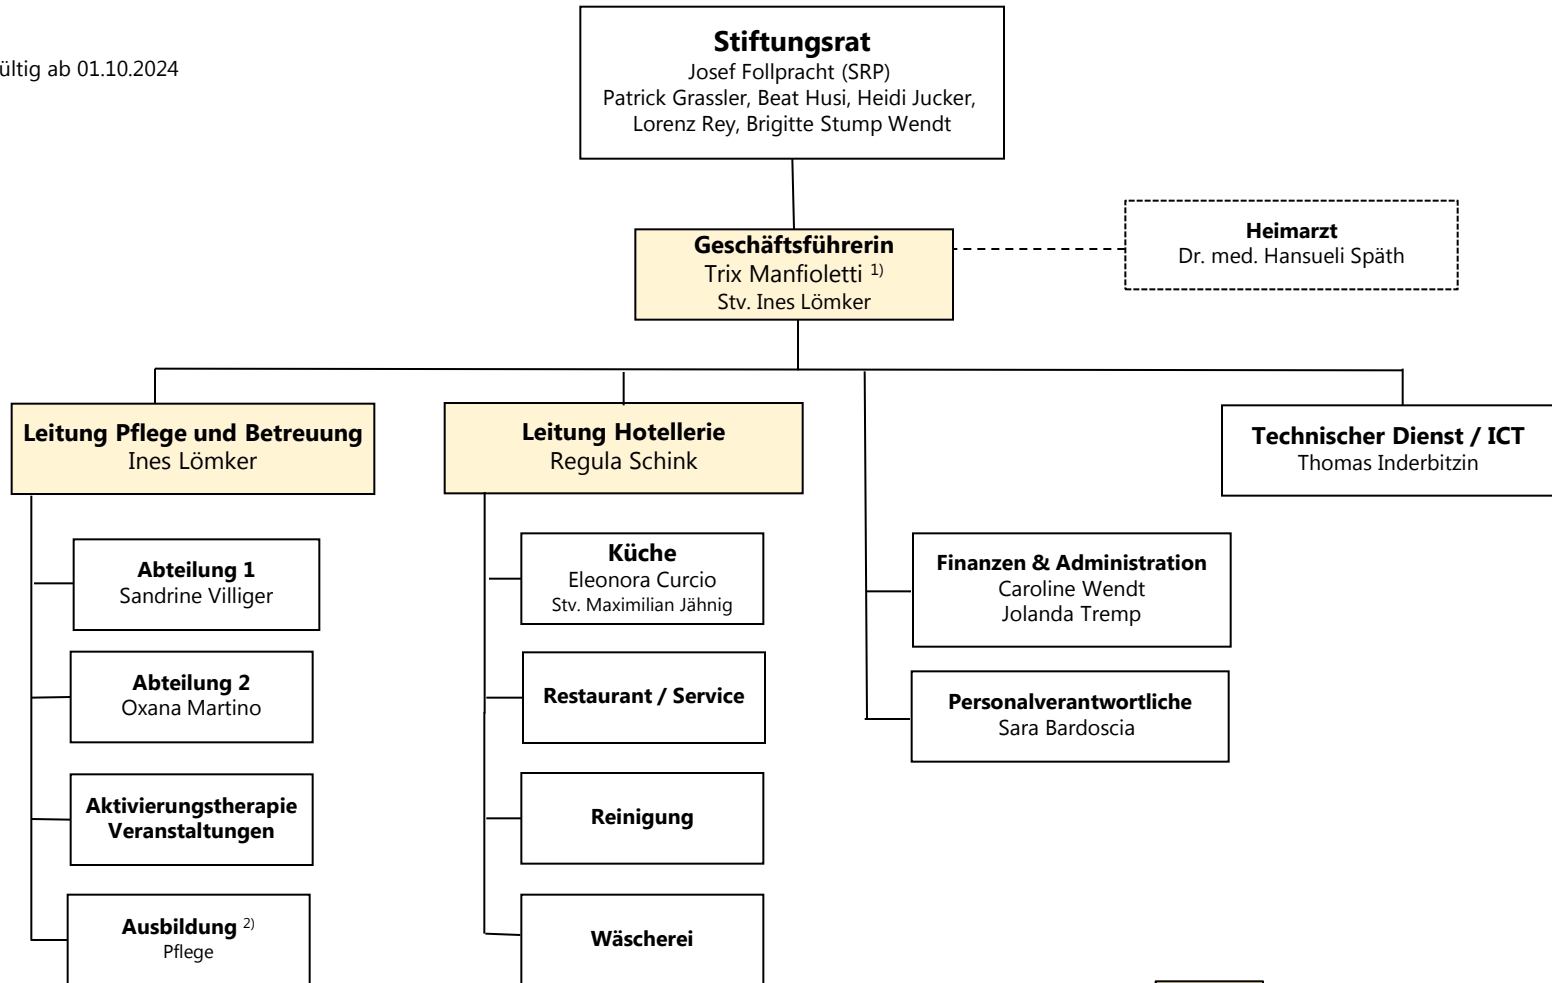 ültig ab 01.10.2024
Stiftungsrat
Josef Follpracht (SRP)
Patrick Grassler, Beat Husi, Heidi Jucker,
Lorenz Rey, Brigitte Stump Wendt
Geschäftsführerin
Trix Manfioletti 1)
Stv. Ines Lömker
Heimarzt
Dr. med. Hansueli Späth
Leitung Pflege und Betreuung
Ines Lömker
Leitung Hotellerie
Regula Schink
Technischer Dienst / ICT
Thomas Inderbitzin
Abteilung 1
Sandrine Villiger
Abteilung 2
Oxana Martino
Aktivierungstherapie
Veranstaltungen
Ausbildung 2)
Pflege
Küche
Eleonora Curcio
Stv. Maximilian Jähnig
Restaurant / Service
Reinigung
Wäscherei
Finanzen & Administration
Caroline Wendt
Jolanda Tremp
Personalverantwortliche
Sara Bardoscia